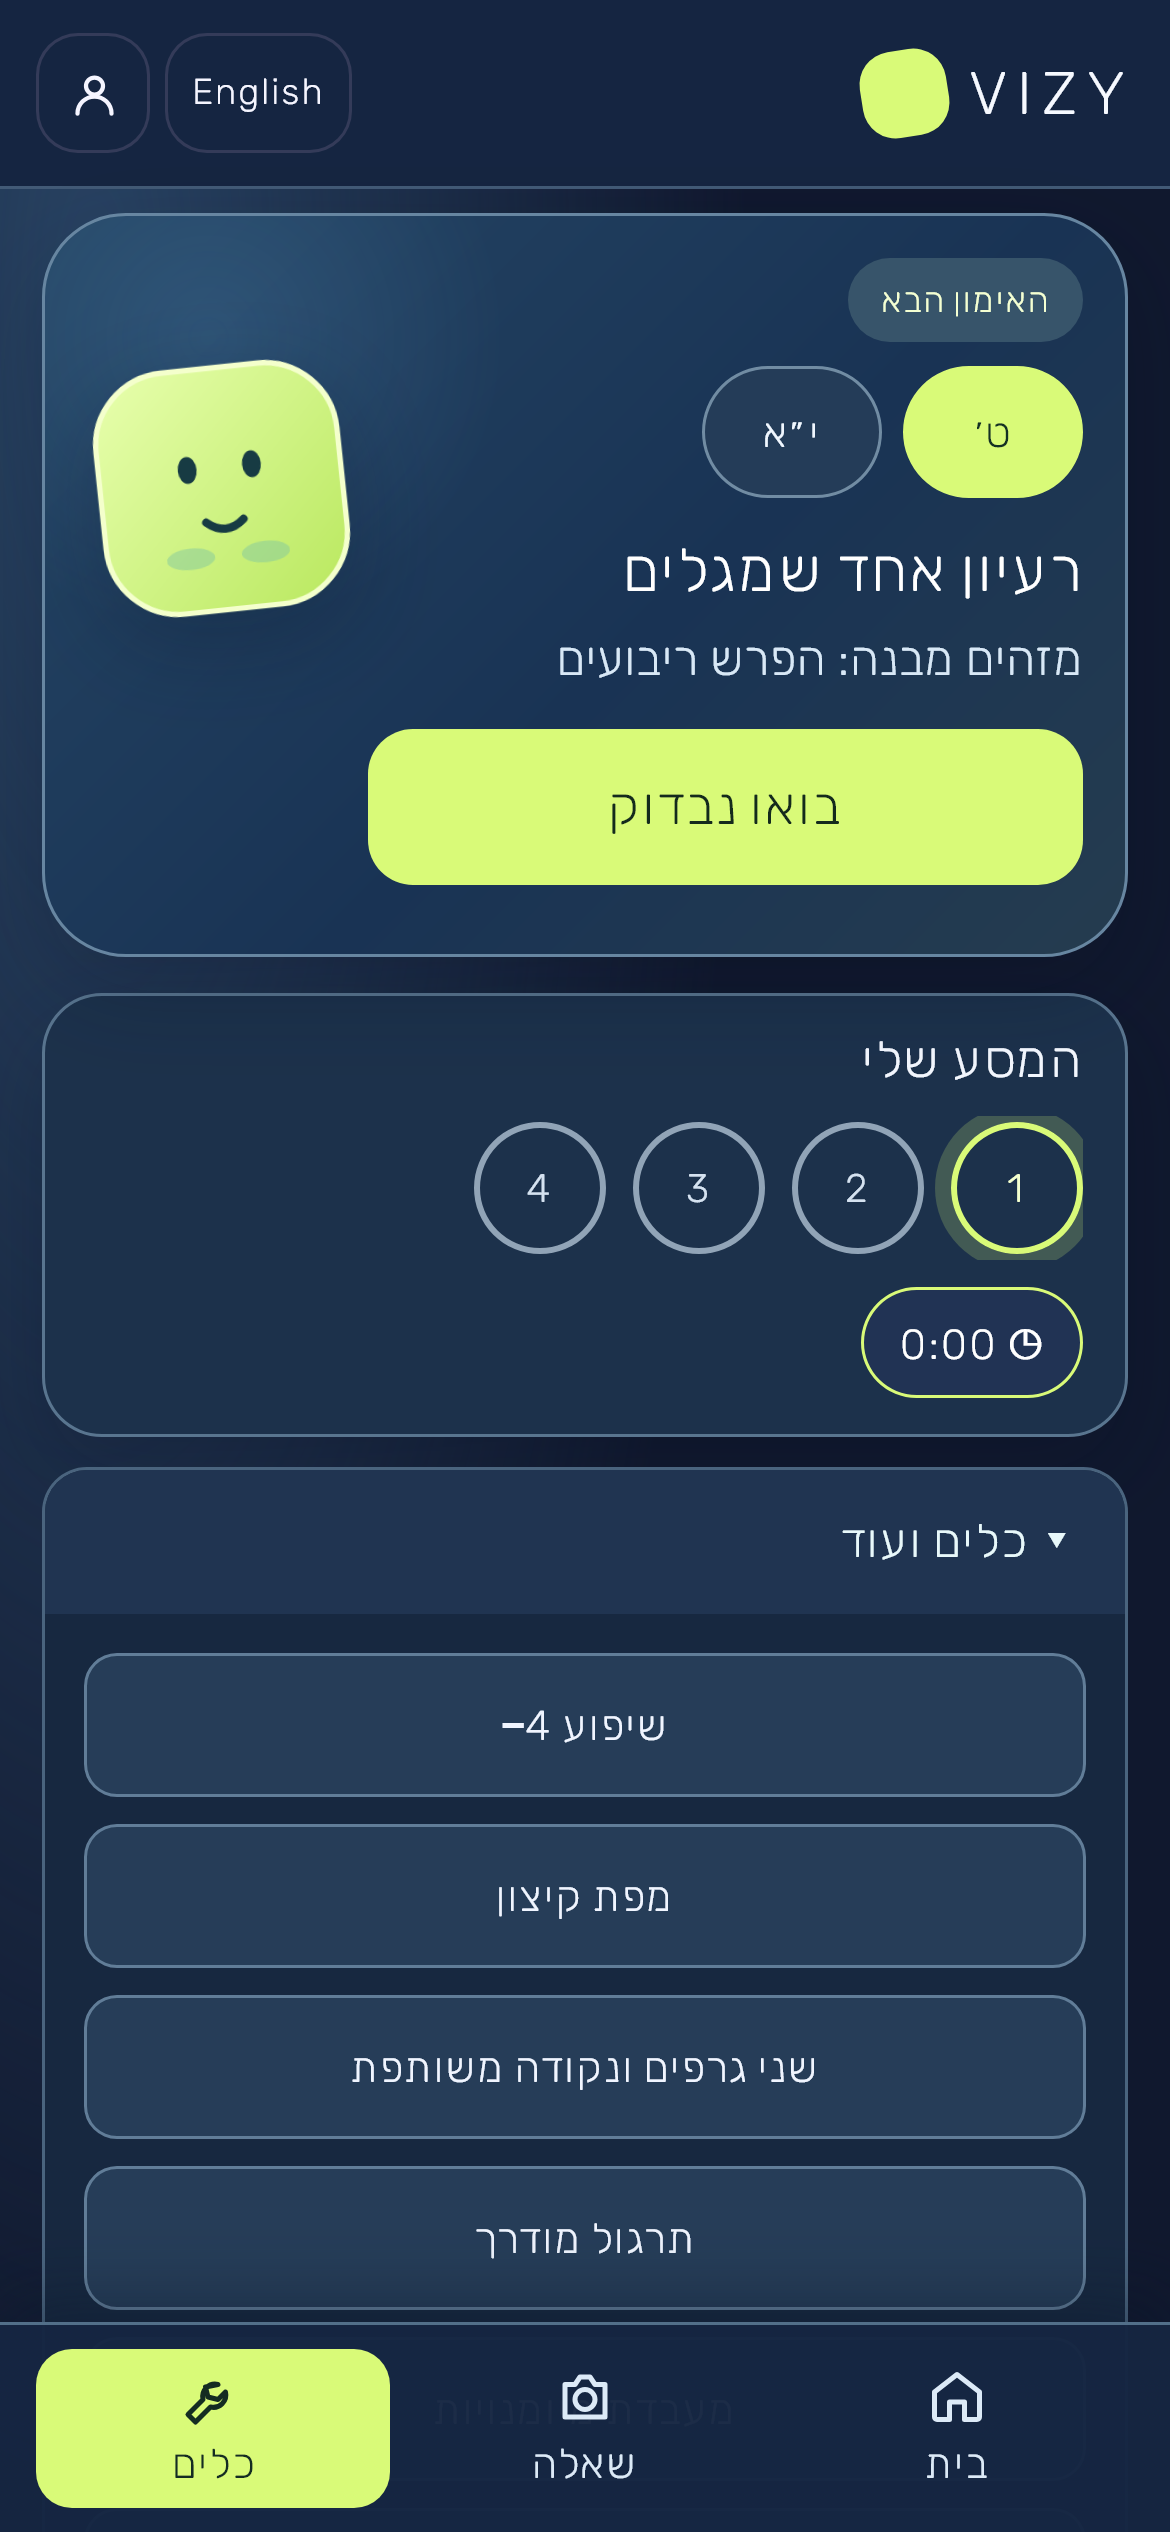 VIZY
English
האימון הבא
ט׳
י״א
רעיון אחד שמגלים
מזהים מבנה: הפרש ריבועים
בואו נבדוק
המסע שלי
1 2 3 4
0:00
כלים ועוד
שיפוע 4−
מפת קיצון
שני גרפים ונקודה משותפת
תרגול מודרך
בית
שאלה
כלים